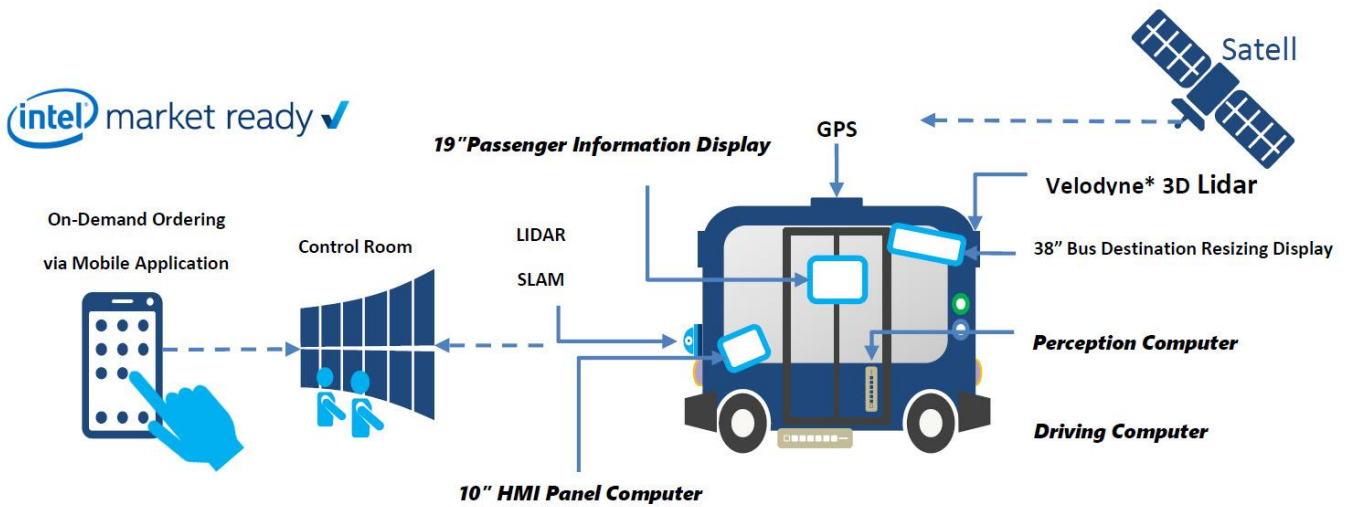 Satell
intel® market ready
GPS
19"Passenger Information Display
Velodyne* 3D Lidar
On-Demand Ordering
via Mobile Application
Control Room
LIDAR
SLAM
38" Bus Destination Resizing Display
Perception Computer
Driving Computer
10" HMI Panel Computer